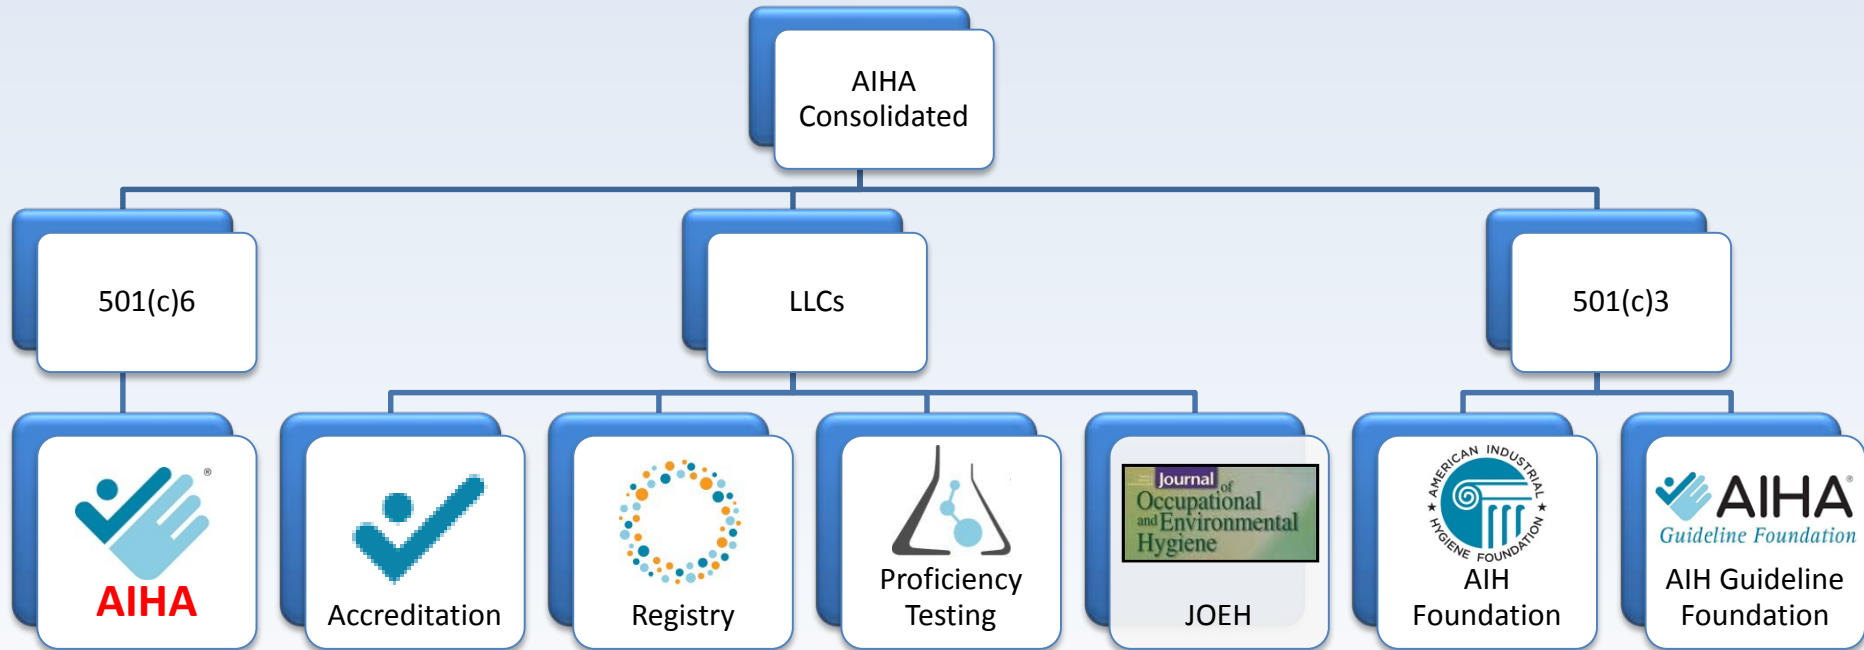 AIHA
Consolidated
501(c)6
LLCs
501(c)3
®
AIHA
Accreditation
Registry
Proficiency
Testing
Journal of
Occupational
and Environmental
Hygiene
JOEH
AMERICAN INDUSTRIAL
★ HYGIENE FOUNDATION ★
AIH
Foundation
AIHA®
Guideline Foundation
AIH Guideline
Foundation